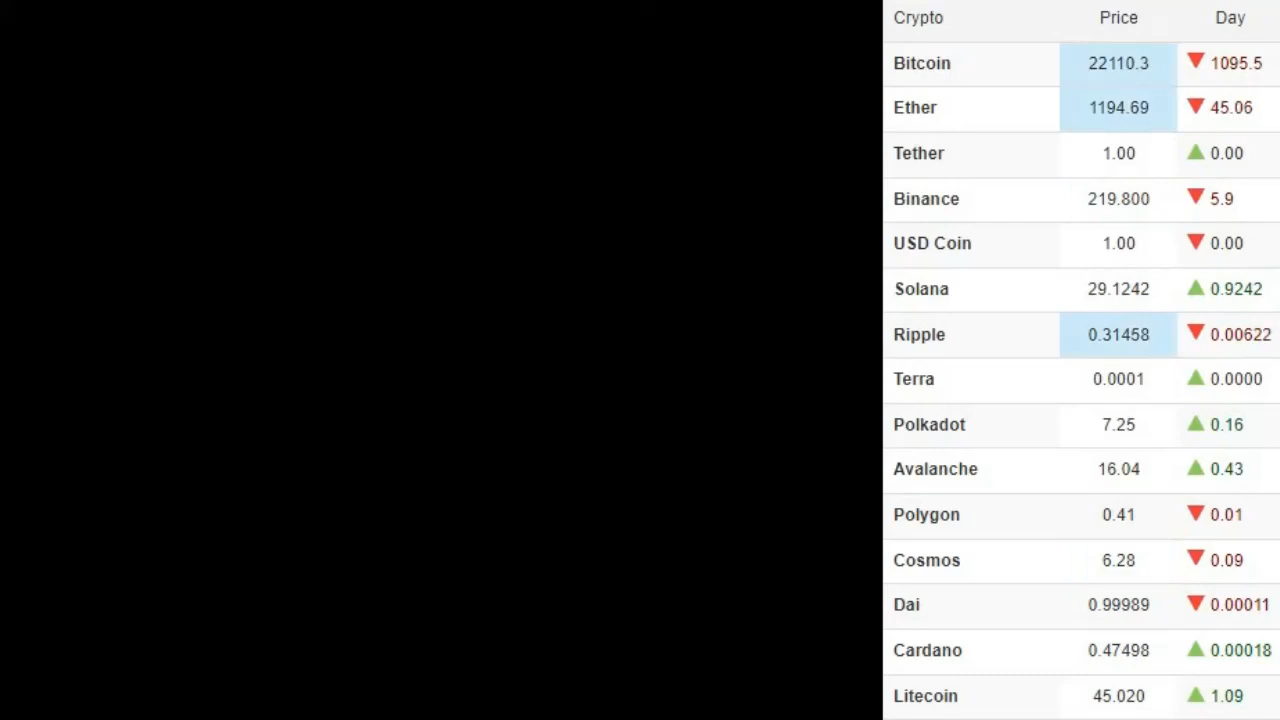 Crypto Price Day
Bitcoin 22110.3 ▼ 1095.5
Ether 1194.69 ▼ 45.06
Tether 1.00 ▲ 0.00
Binance 219.800 ▼ 5.9
USD Coin 1.00 ▼ 0.00
Solana 29.1242 ▲ 0.9242
Ripple 0.31458 ▼ 0.00622
Terra 0.0001 ▲ 0.0000
Polkadot 7.25 ▲ 0.16
Avalanche 16.04 ▲ 0.43
Polygon 0.41 ▼ 0.01
Cosmos 6.28 ▼ 0.09
Dai 0.99989 ▼ 0.00011
Cardano 0.47498 ▲ 0.00018
Litecoin 45.020 ▲ 1.09